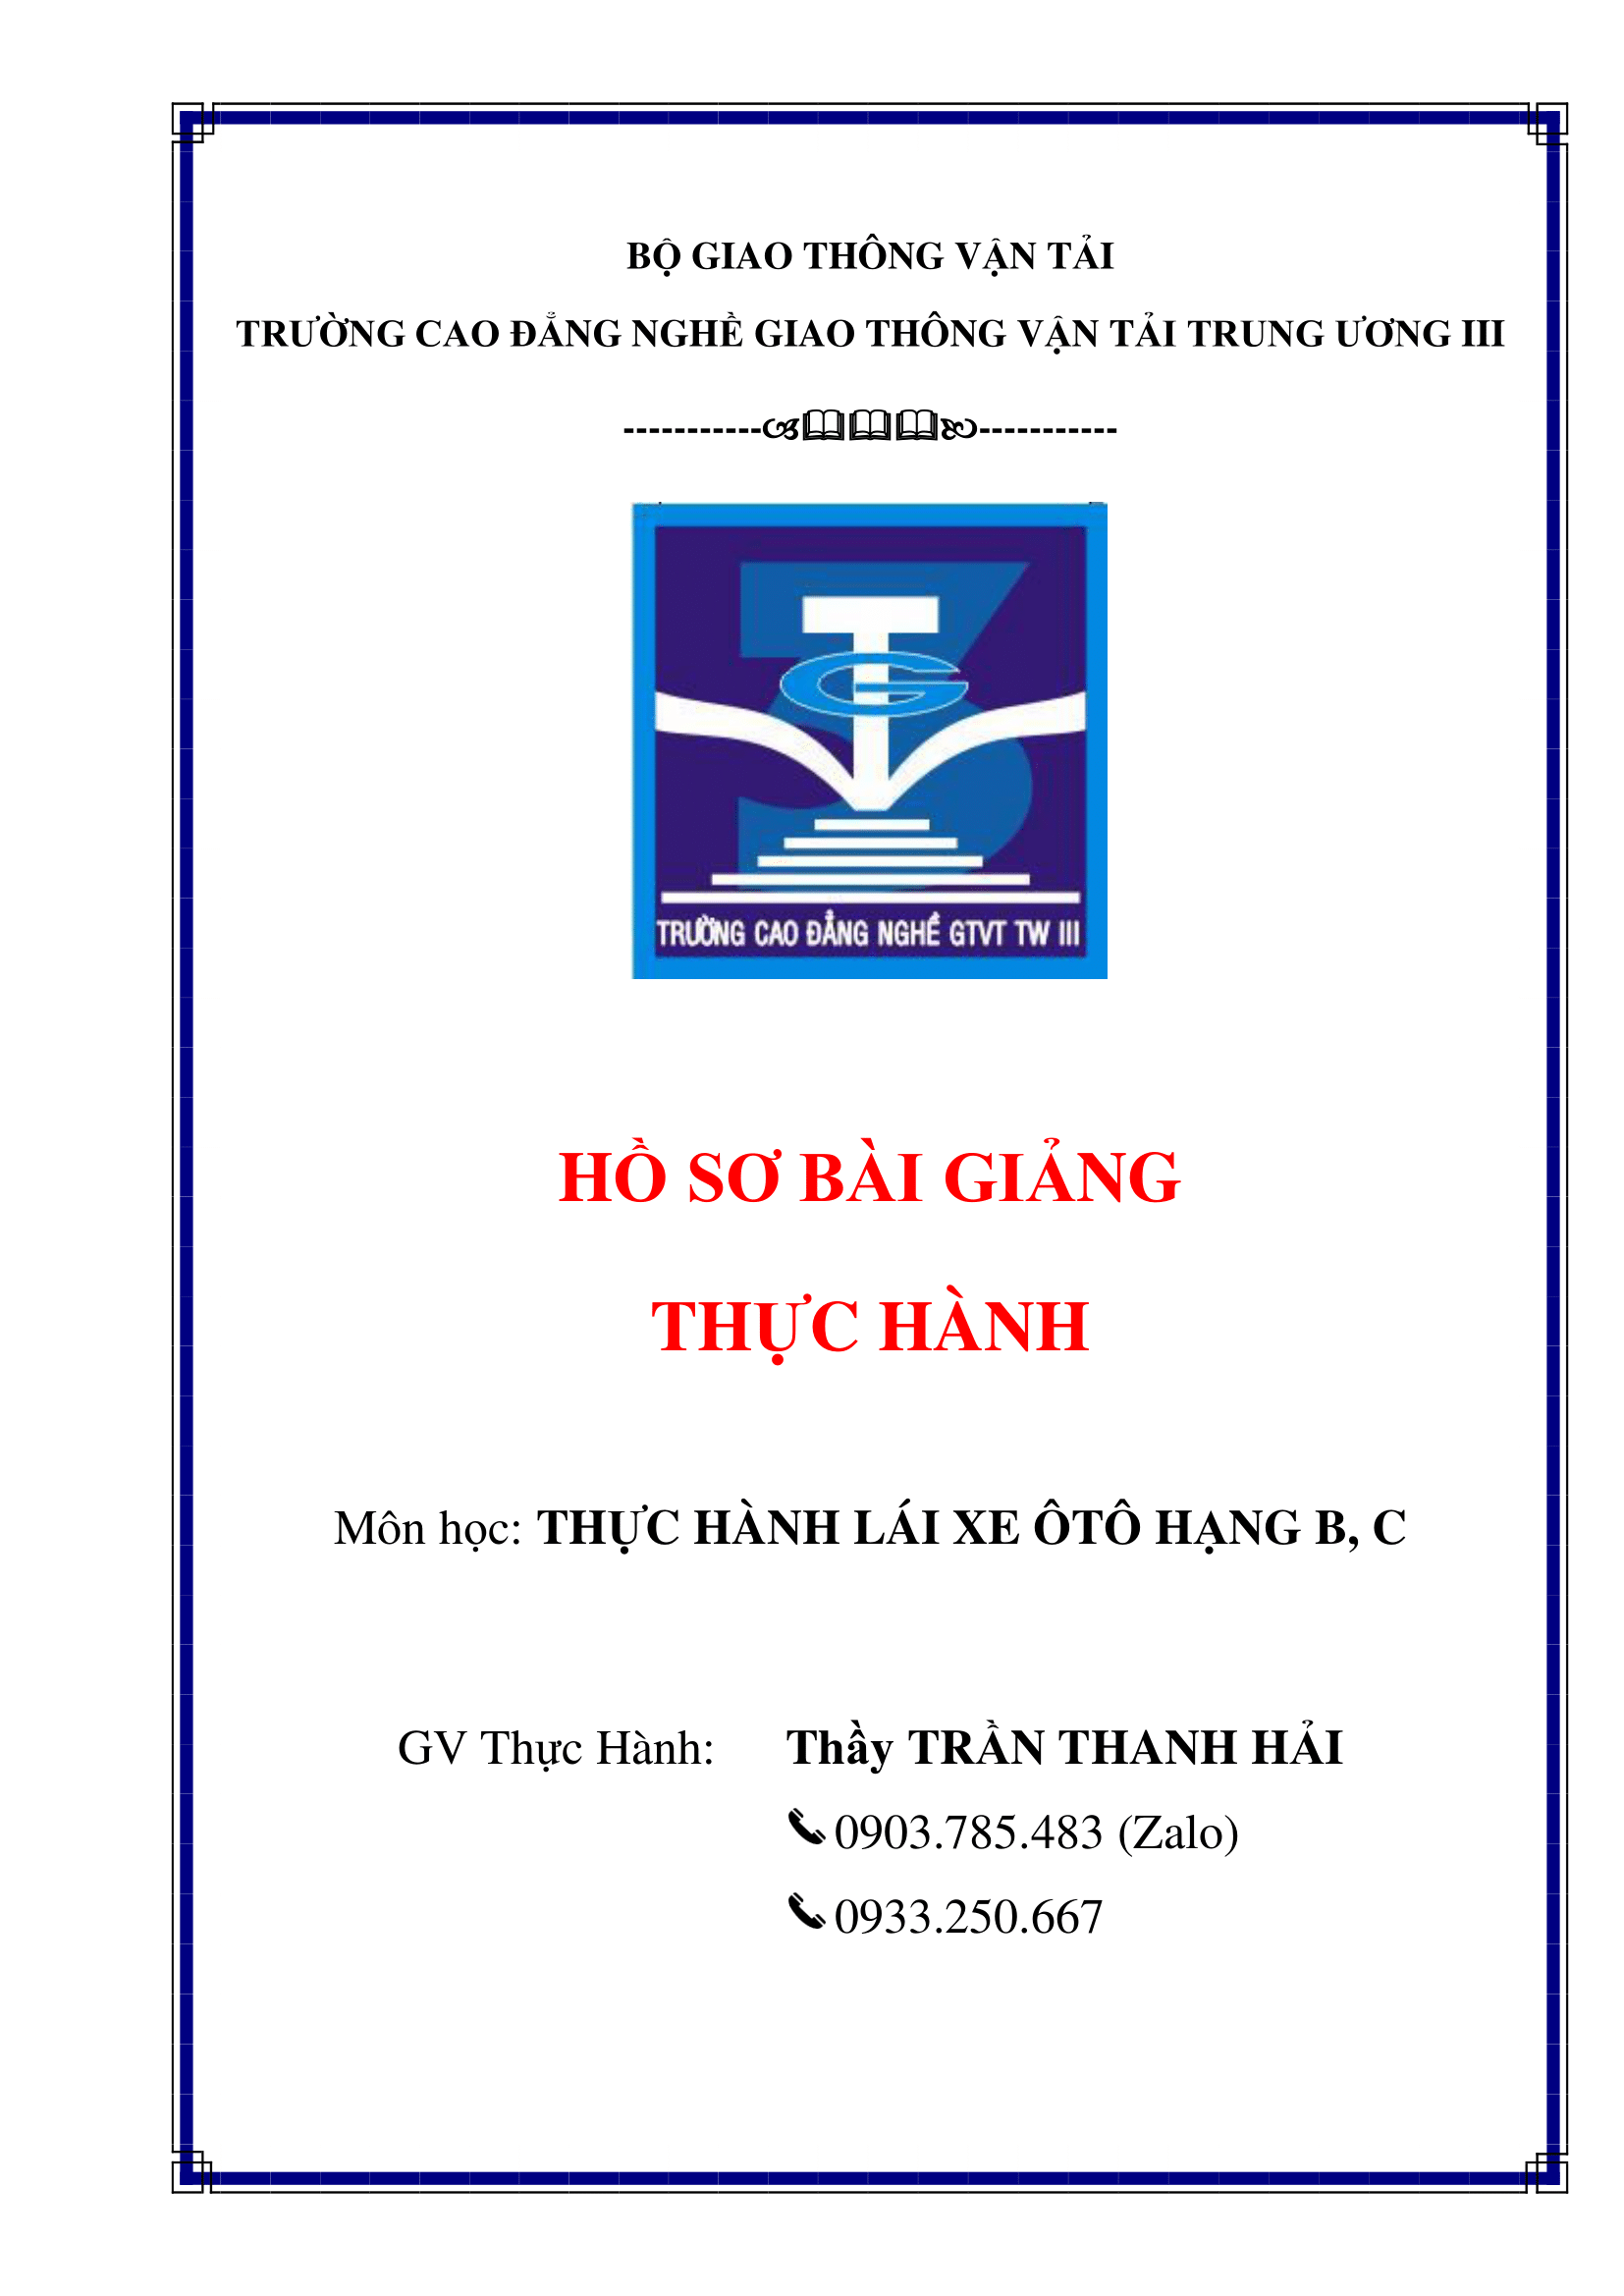 BỘ GIAO THÔNG VẬN TẢI
TRƯỜNG CAO ĐẲNG NGHỀ GIAO THÔNG VẬN TẢI TRUNG ƯƠNG III
TRƯỜNG CAO ĐẲNG NGHỀ GTVT TW III
HỒ SƠ BÀI GIẢNG
THỰC HÀNH
Môn học: THỰC HÀNH LÁI XE ÔTÔ HẠNG B, C
GV Thực Hành: Thầy TRẦN THANH HẢI
0903.785.483 (Zalo)
0933.250.667